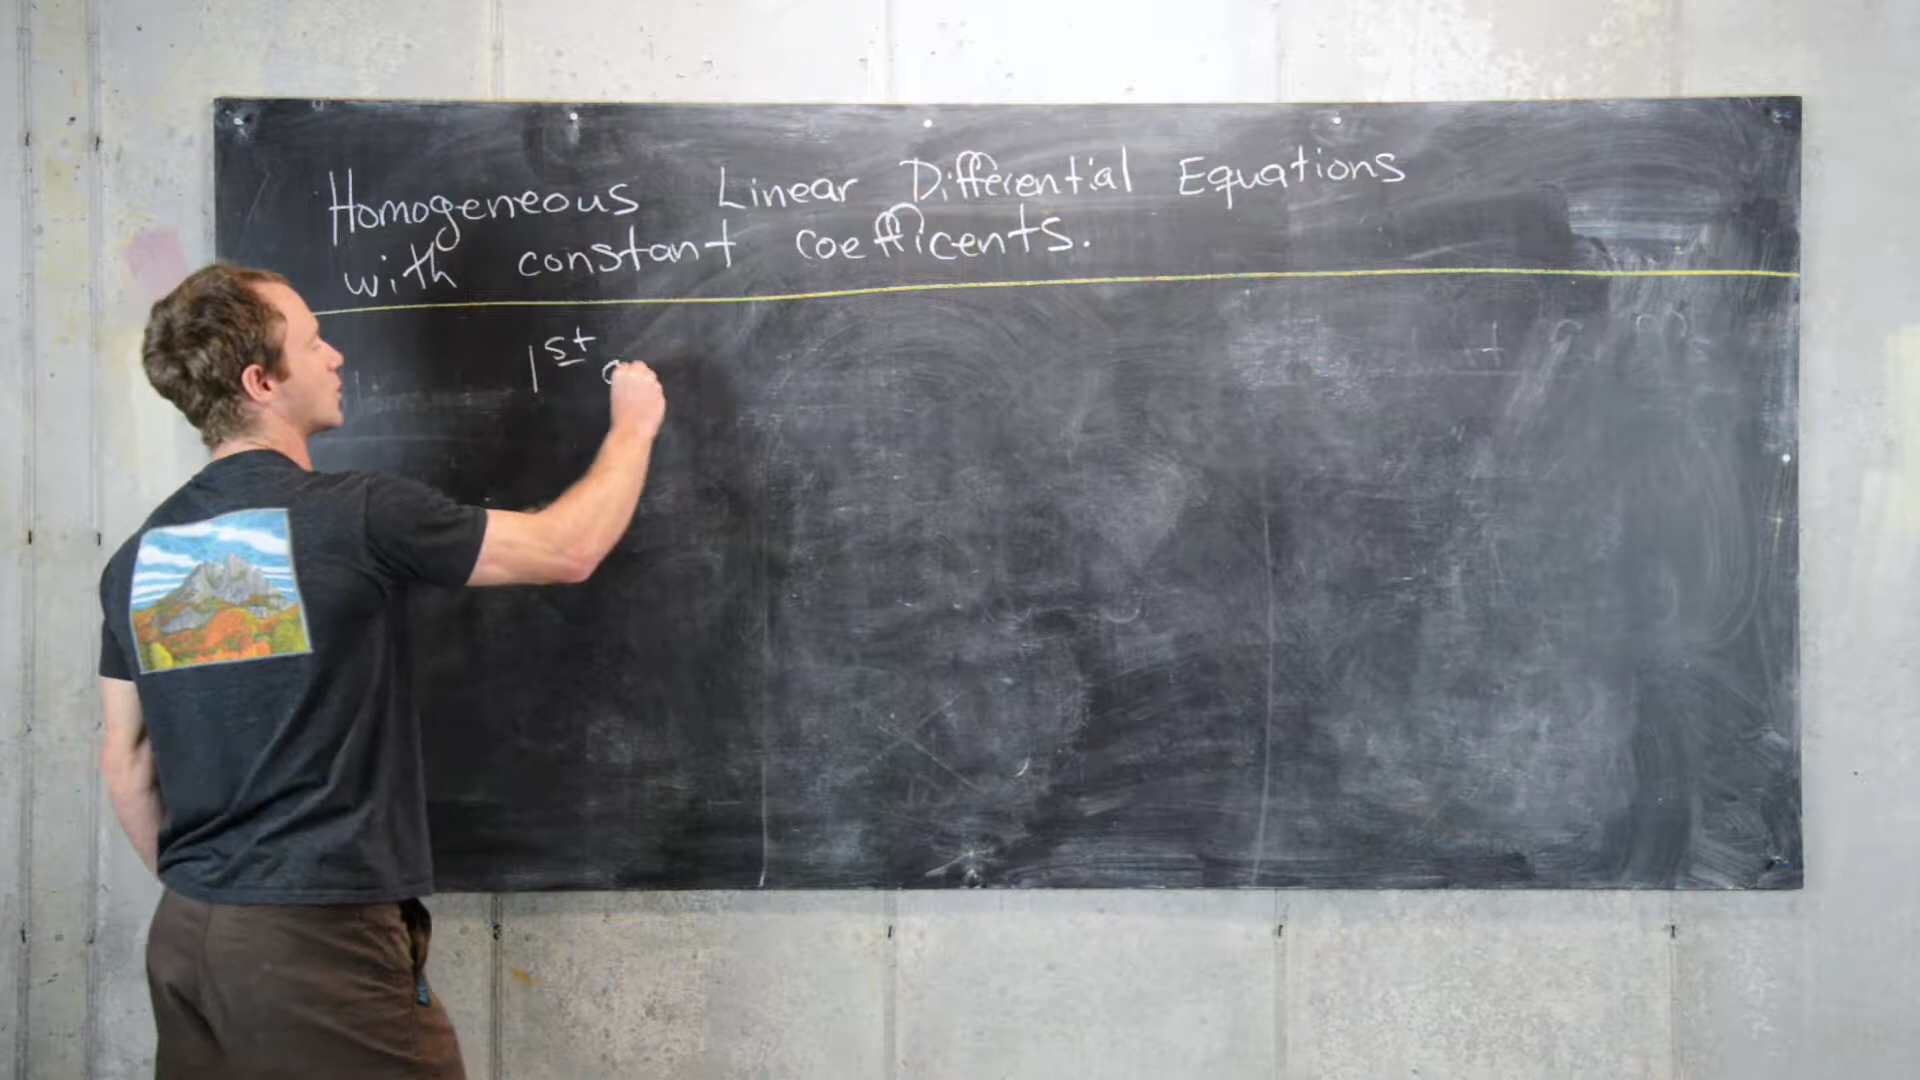 Homogeneous Linear Differential Equations
with constant coefficents.
1st o